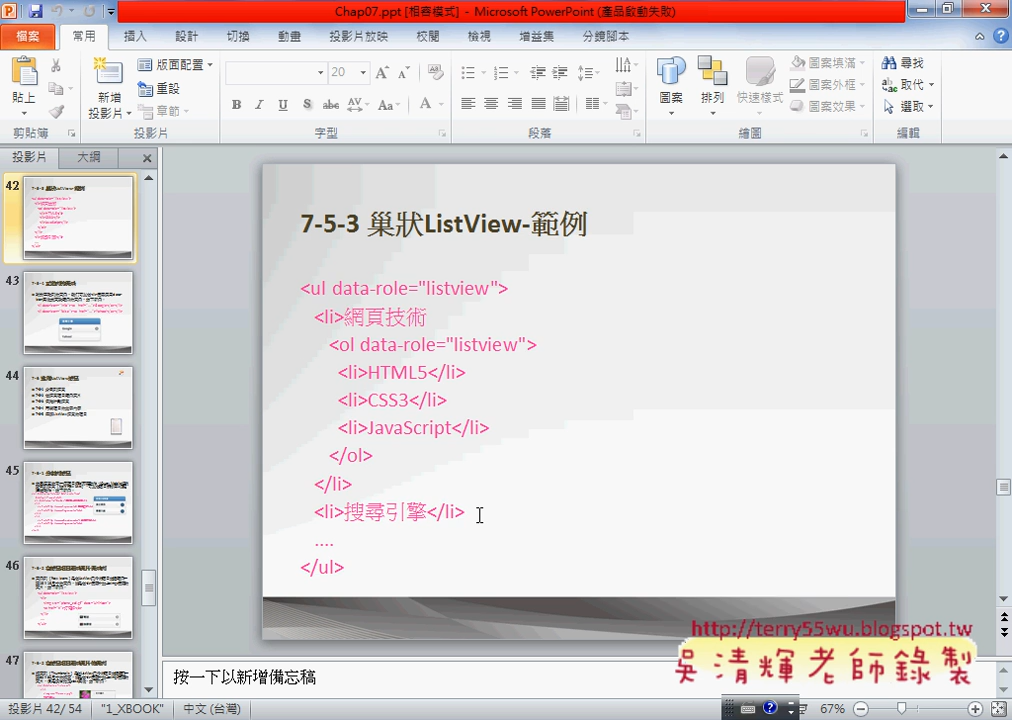 Chap07.ppt [相容模式] - Microsoft PowerPoint (產品啟動失敗)
檔案 常用 插入 設計 切換 動畫 投影片放映 校閱 檢視 增益集 分鏡腳本
貼上 新增投影片 版面配置 重設 章節 20 圖案 排列 快速樣式 圖案填滿 圖案外框 圖案效果 尋找 取代 選取
剪貼簿 投影片 字型 段落 繪圖 編輯
投影片 大綱
42
43
44
45
46
47
7-5-3 巢狀ListView-範例
<ul data-role="listview">
<li>網頁技術
<ol data-role="listview">
<li>HTML5</li>
<li>CSS3</li>
<li>JavaScript</li>
</ol>
</li>
<li>搜尋引擎</li>
....
</ul>
http://terry55wu.blogspot.tw
吳清輝老師錄製
按一下以新增備忘稿
投影片 42/ 54 "1_XBOOK" 中文 (台灣) 67%